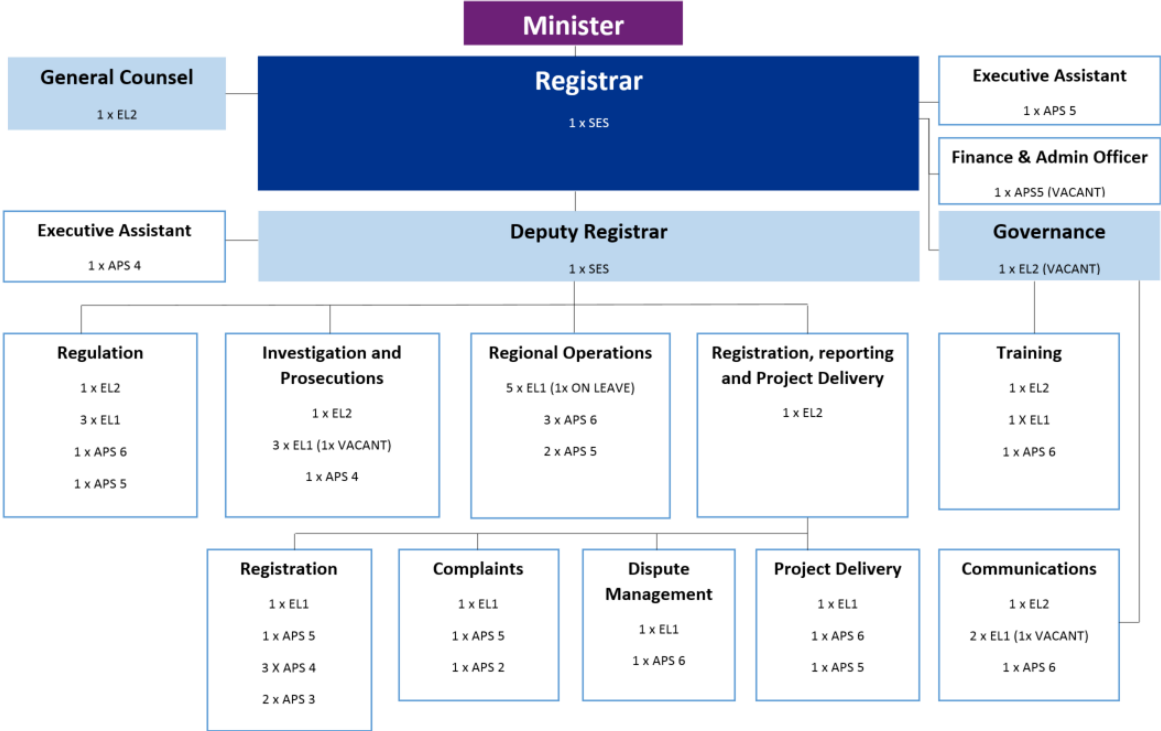 Minister
General Counsel
1 x EL2
Registrar
1 x SES
Executive Assistant
1 x APS 5
Finance & Admin Officer
1 x APS5 (VACANT)
Executive Assistant
1 x APS 4
Deputy Registrar
1 x SES
Governance
1 x EL2 (VACANT)
Regulation
1 x EL2
3 x EL1
1 x APS 6
1 x APS 5
Investigation and
Prosecutions
1 x EL2
3 x EL1 (1x VACANT)
1 x APS 4
Regional Operations
5 x EL1 (1x ON LEAVE)
3 x APS 6
2 x APS 5
Registration, reporting
and Project Delivery
1 x EL2
Training
1 x EL2
1 X EL1
1 x APS 6
Registration
1 x EL1
1 x APS 5
3 X APS 4
2 x APS 3
Complaints
1 x EL1
1 x APS 5
1 x APS 2
Dispute
Management
1 x EL1
1 x APS 6
Project Delivery
1 x EL1
1 x APS 6
1 x APS 5
Communications
1 x EL2
2 x EL1 (1x VACANT)
1 x APS 6